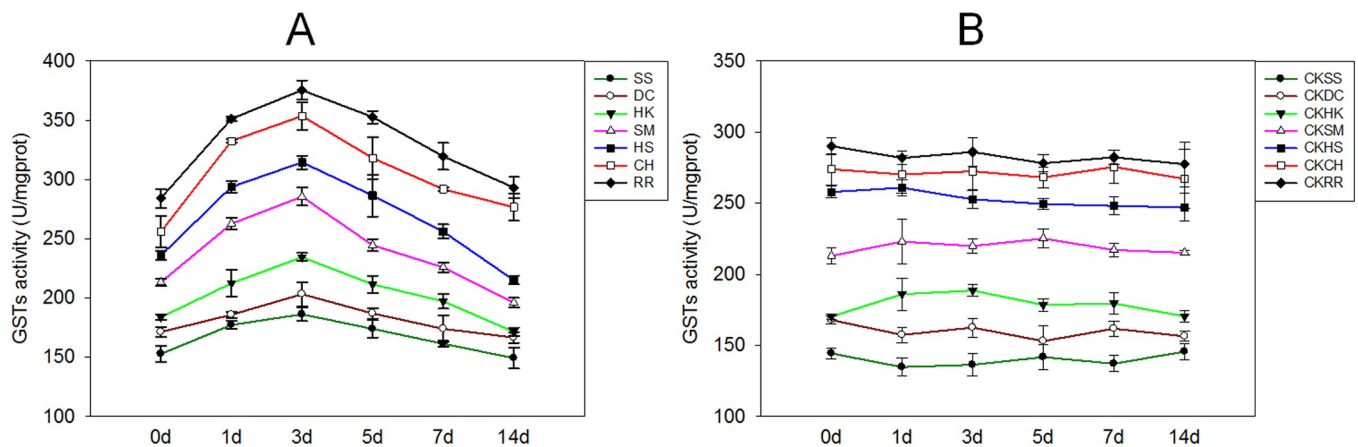 A
GSTs activity (U/mgprot)
400
350
300
250
200
150
100
0d 1d 3d 5d 7d 14d
SS
DC
HK
SM
HS
CH
RR
B
GSTs activity (U/mgprot)
350
300
250
200
150
100
0d 1d 3d 5d 7d 14d
CKSS
CKDC
CKHK
CKSM
CKHS
CKCH
CKRR